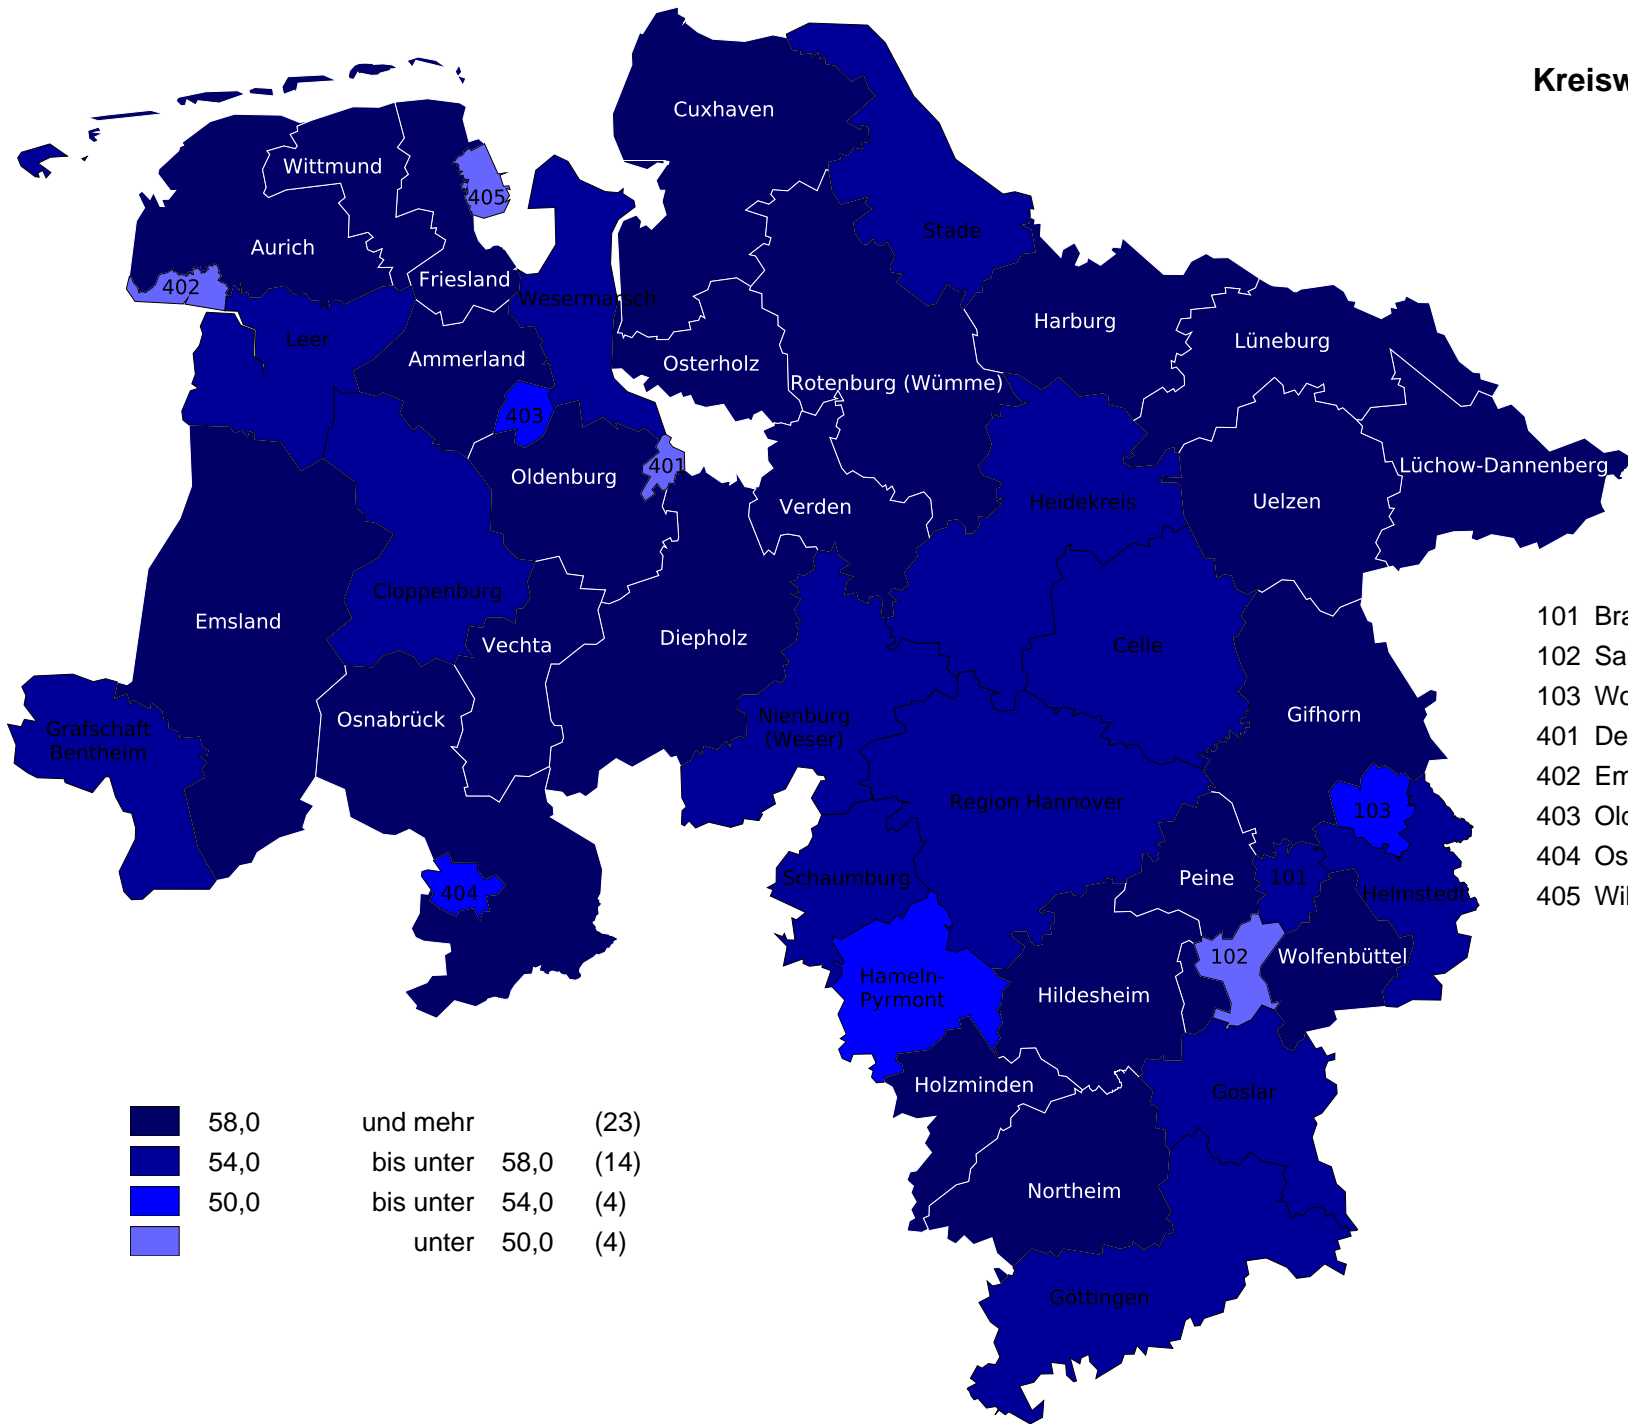 Kreisw
Cuxhaven
Wittmund
405
Stade
Aurich
Friesland
402
Wesermarsch
Harburg
Leer
Lüneburg
Ammerland
Osterholz
Rotenburg (Wümme)
403
401
Lüchow-Dannenberg
Oldenburg
Heidekreis
Uelzen
Verden
Cloppenburg
Emsland
Diepholz
Vechta
Celle
Grafschaft
Bentheim
Osnabrück
Nienburg
(Weser)
Gifhorn
Region Hannover
103
Schaumburg
Peine
101
404
Helmstedt
102
Wolfenbüttel
Hameln-
Pyrmont
Hildesheim
Holzminden
Goslar
Northeim
Göttingen
101 Bra
102 Sa
103 Wo
401 De
402 Em
403 Old
404 Os
405 Wil
58,0 und mehr (23)
54,0 bis unter 58,0 (14)
50,0 bis unter 54,0 (4)
unter 50,0 (4)